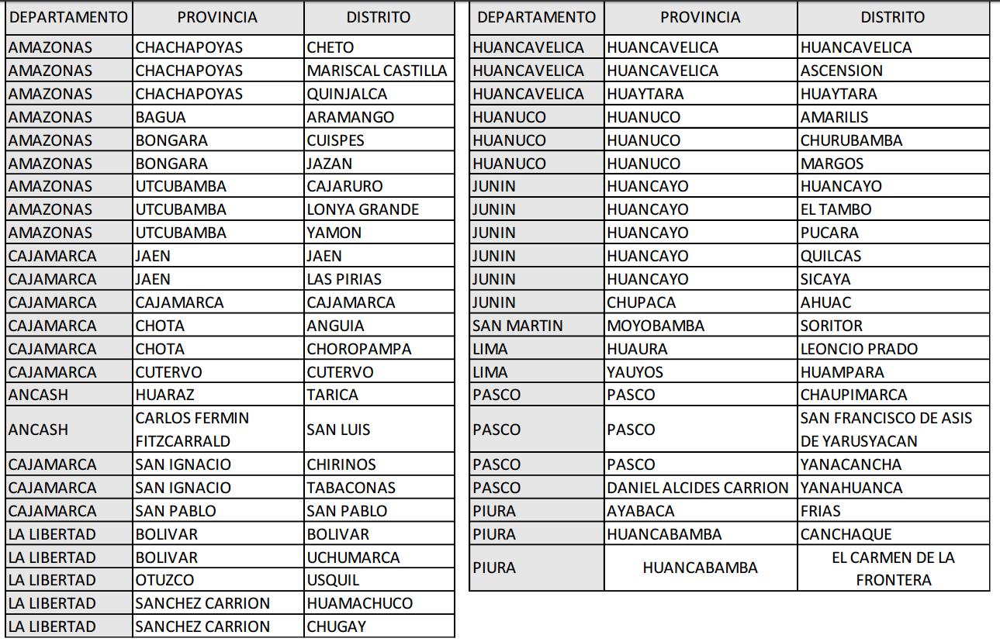 DEPARTAMENTO PROVINCIA DISTRITO
AMAZONAS CHACHAPOYAS CHETO
AMAZONAS CHACHAPOYAS MARISCAL CASTILLA
AMAZONAS CHACHAPOYAS QUINJALCA
AMAZONAS BAGUA ARAMANGO
AMAZONAS BONGARA CUISPES
AMAZONAS BONGARA JAZAN
AMAZONAS UTCUBAMBA CAJARURO
AMAZONAS UTCUBAMBA LONYA GRANDE
AMAZONAS UTCUBAMBA YAMON
CAJAMARCA JAEN JAEN
CAJAMARCA JAEN LAS PIRIAS
CAJAMARCA CAJAMARCA CAJAMARCA
CAJAMARCA CHOTA ANGUIA
CAJAMARCA CHOTA CHOROPAMPA
CAJAMARCA CUTERVO CUTERVO
ANCASH HUARAZ TARICA
ANCASH CARLOS FERMIN
FITZCARRALD SAN LUIS
CAJAMARCA SAN IGNACIO CHIRINOS
CAJAMARCA SAN IGNACIO TABACONAS
CAJAMARCA SAN PABLO SAN PABLO
LA LIBERTAD BOLIVAR BOLIVAR
LA LIBERTAD BOLIVAR UCHUMARCA
LA LIBERTAD OTUZCO USQUIL
LA LIBERTAD SANCHEZ CARRION HUAMACHUCO
LA LIBERTAD SANCHEZ CARRION CHUGAY
DEPARTAMENTO PROVINCIA DISTRITO
HUANCAVELICA HUANCAVELICA HUANCAVELICA
HUANCAVELICA HUANCAVELICA ASCENSION
HUANCAVELICA HUAYTARA HUAYTARA
HUANUCO HUANUCO AMARILIS
HUANUCO HUANUCO CHURUBAMBA
HUANUCO HUANUCO MARGOS
JUNIN HUANCAYO HUANCAYO
JUNIN HUANCAYO EL TAMBO
JUNIN HUANCAYO PUCARA
JUNIN HUANCAYO QUILCAS
JUNIN HUANCAYO SICAYA
JUNIN CHUPACA AHUAC
SAN MARTIN MOYOBAMBA SORITOR
LIMA HUAURA LEONCIO PRADO
LIMA YAUYOS HUAMPARA
PASCO PASCO CHAUPIMARCA
PASCO PASCO SAN FRANCISCO DE ASIS
DE YARUSYACAN
PASCO PASCO YANACANCHA
PASCO DANIEL ALCIDES CARRION YANAHUANCA
PIURA AYABACA FRIAS
PIURA HUANCABAMBA CANCHAQUE
PIURA HUANCABAMBA EL CARMEN DE LA
FRONTERA